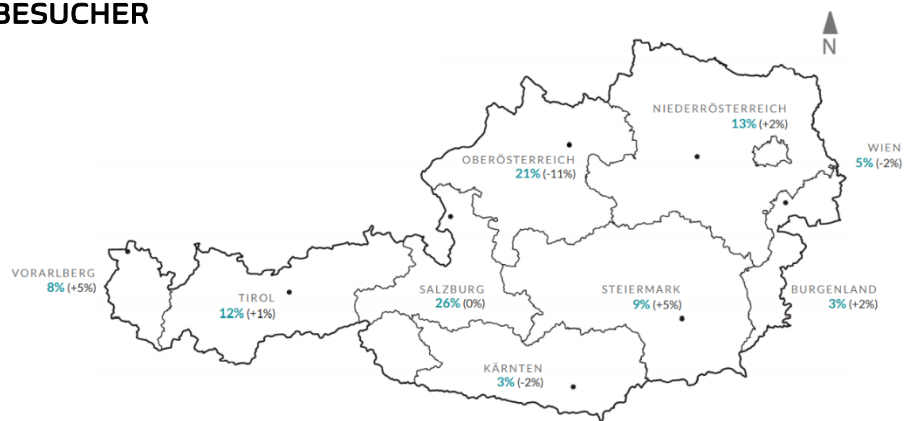 BESUCHER
N
NIEDERÖSTERREICH
13% (+2%)
WIEN
5% (-2%)
OBERÖSTERREICH
21% (-11%)
VORARLBERG
8% (+5%)
TIROL
12% (+1%)
SALZBURG
26% (0%)
STEIERMARK
9% (+5%)
BURGENLAND
3% (+2%)
KÄRNTEN
3% (-2%)